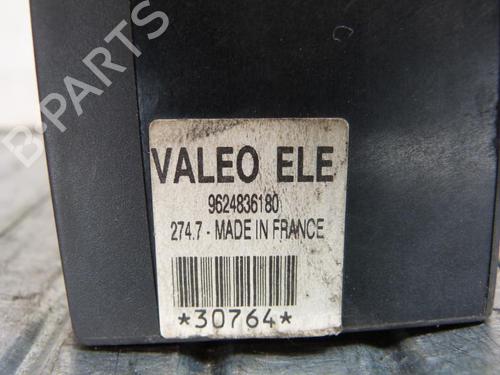 B-PARTS
VALEO ELE
9624836180
274.7 - MADE IN FRANCE
*30764*